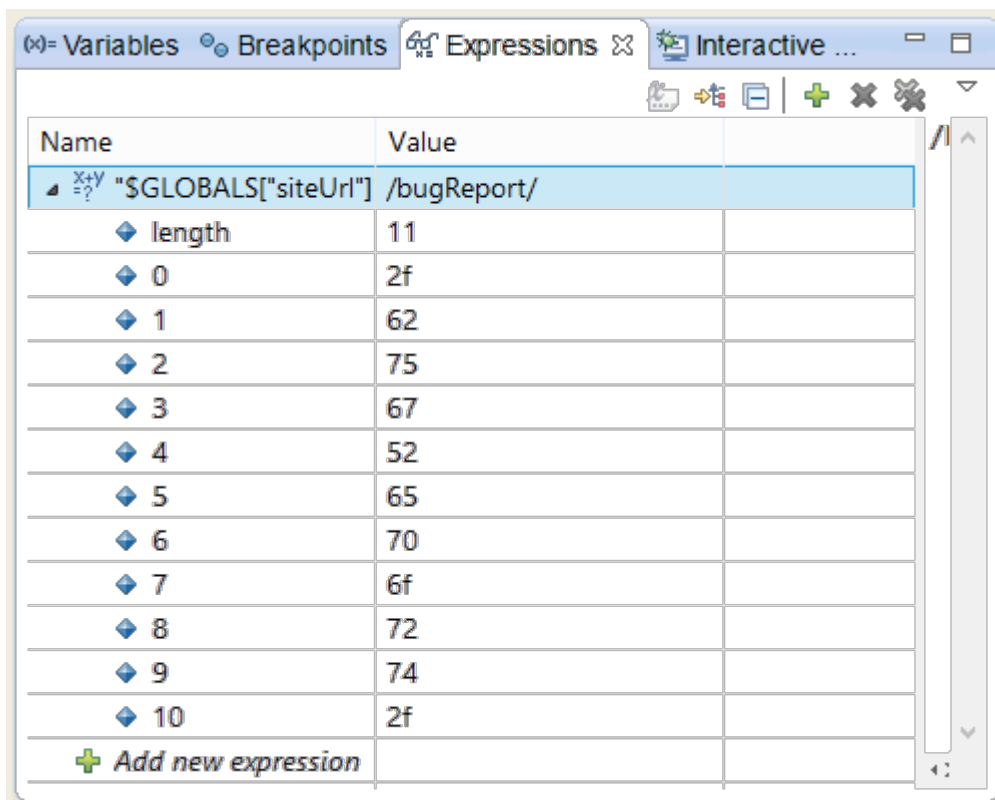 (x)= Variables Breakpoints Expressions Interactive ...
Name Value
X+Y =? "$GLOBALS["siteUrl"] /bugReport/
length 11
0 2f
1 62
2 75
3 67
4 52
5 65
6 70
7 6f
8 72
9 74
10 2f
Add new expression